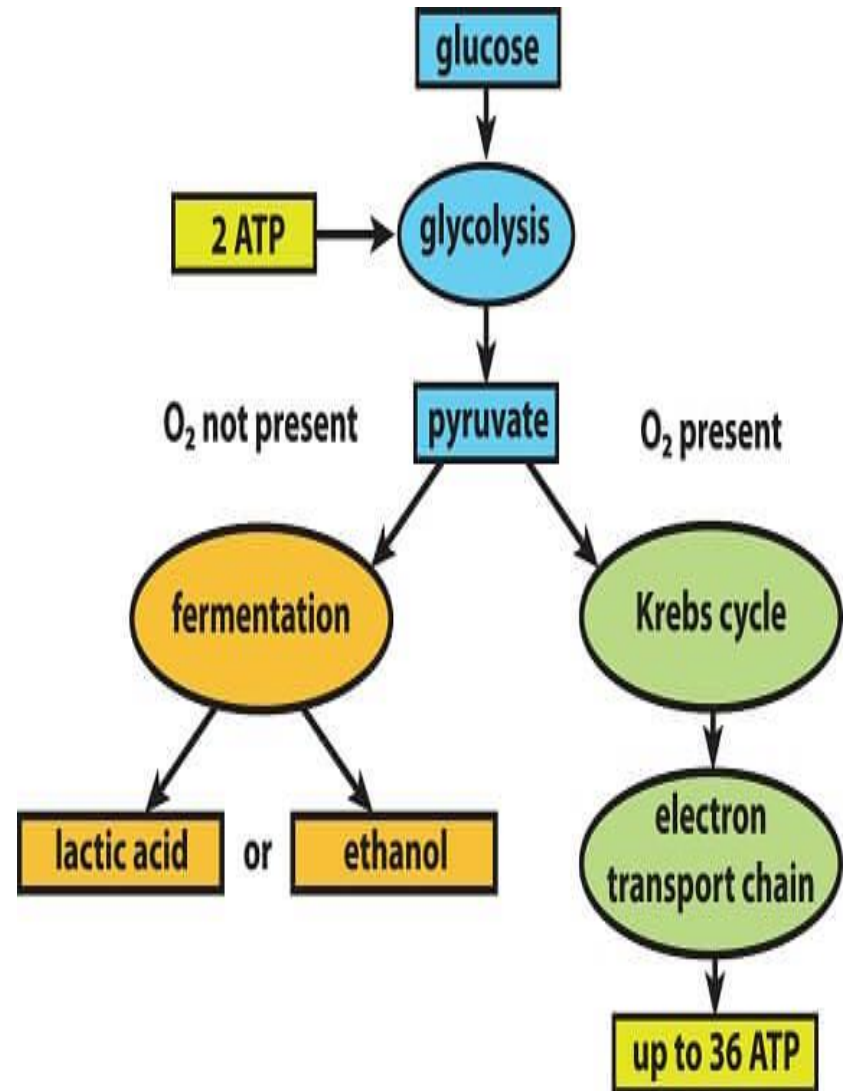 glucose
2 ATP
glycolysis
O₂ not present
pyruvate
O₂ present
fermentation
Krebs cycle
lactic acid
or
ethanol
electron
transport chain
up to 36 ATP